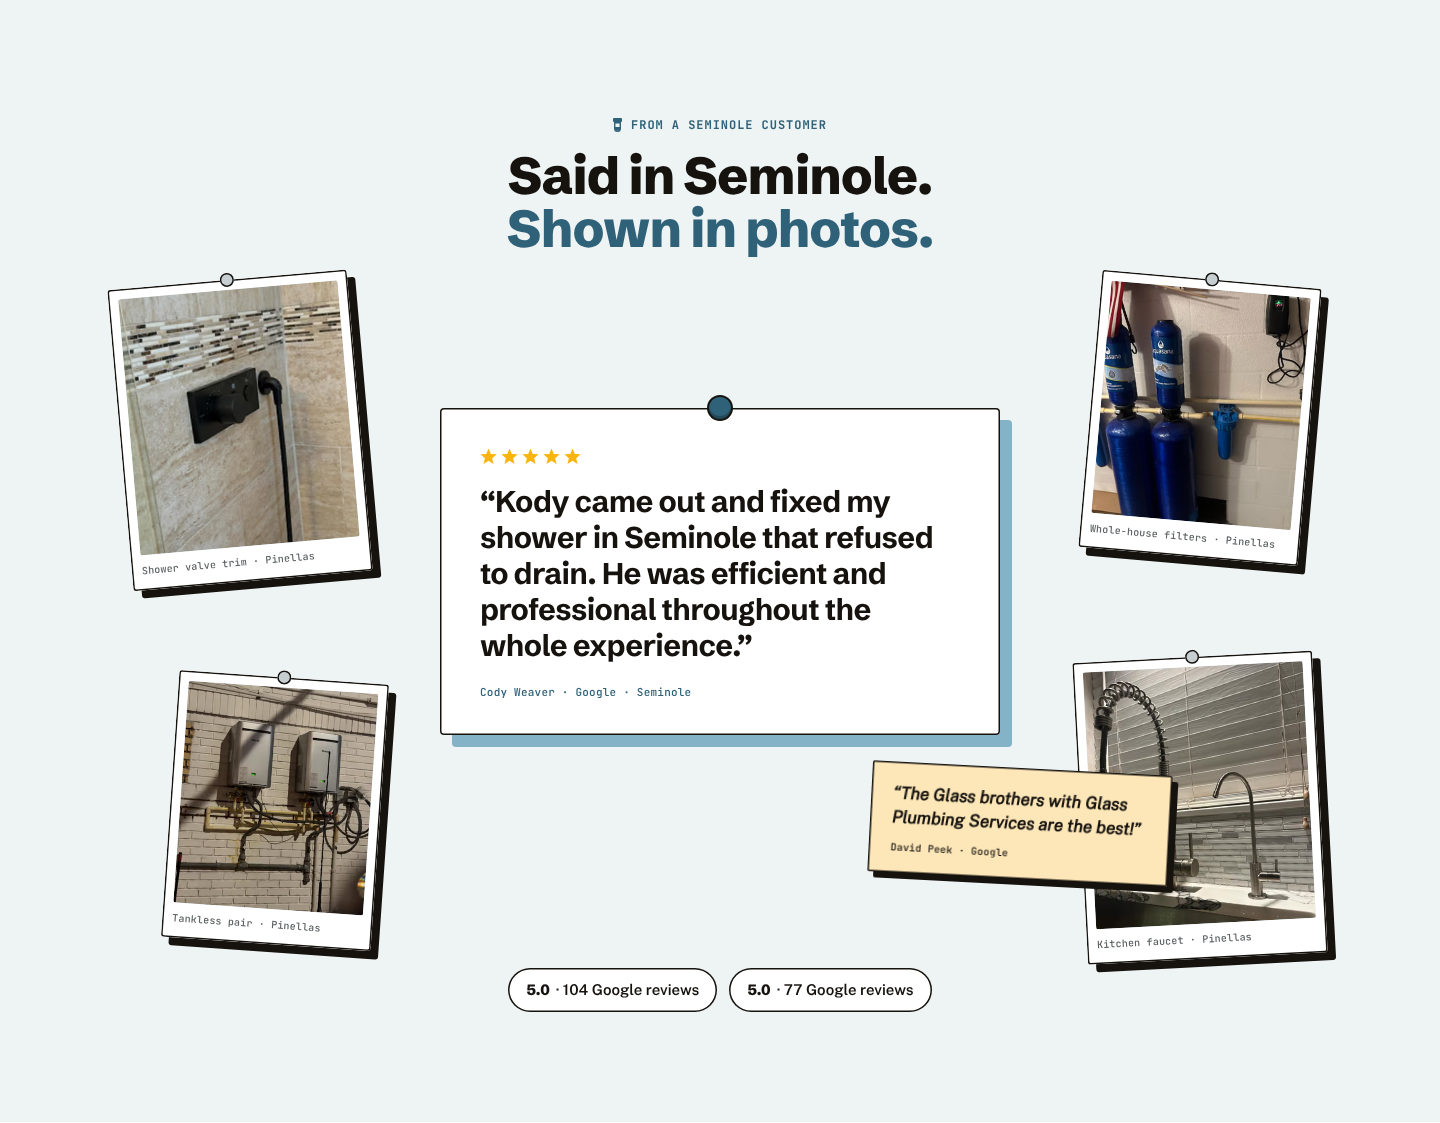 FROM A SEMINOLE CUSTOMER
Said in Seminole.
Shown in photos.
Shower valve trim · Pinellas
Whole-house filters · Pinellas
“Kody came out and fixed my
shower in Seminole that refused
to drain. He was efficient and
professional throughout the
whole experience.”
Cody Weaver · Google · Seminole
Tankless pair · Pinellas
“The Glass brothers with Glass
Plumbing Services are the best!”
David Peek · Google
Kitchen faucet · Pinellas
5.0 · 104 Google reviews
5.0 · 77 Google reviews